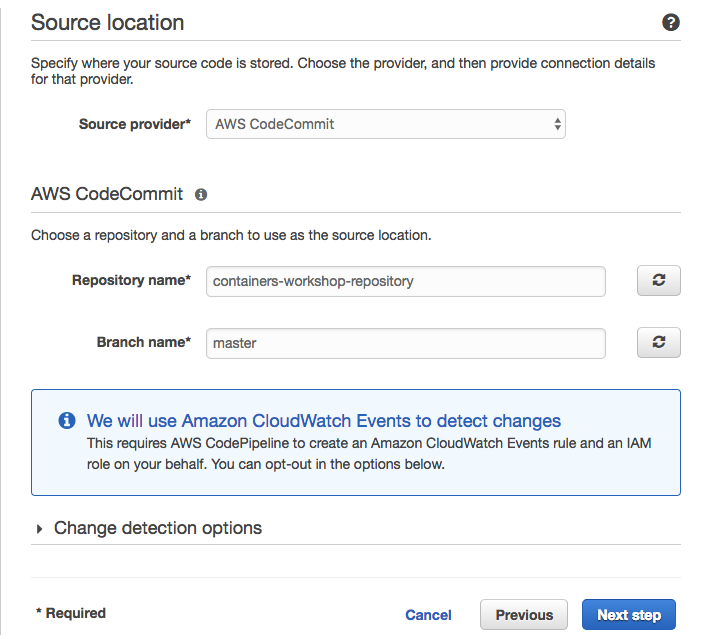 Source location
?
Specify where your source code is stored. Choose the provider, and then provide connection details
for that provider.
Source provider* AWS CodeCommit
AWS CodeCommit i
Choose a repository and a branch to use as the source location.
Repository name* containers-workshop-repository
Branch name* master
i We will use Amazon CloudWatch Events to detect changes
This requires AWS CodePipeline to create an Amazon CloudWatch Events rule and an IAM
role on your behalf. You can opt-out in the options below.
Change detection options
* Required Cancel Previous Next step